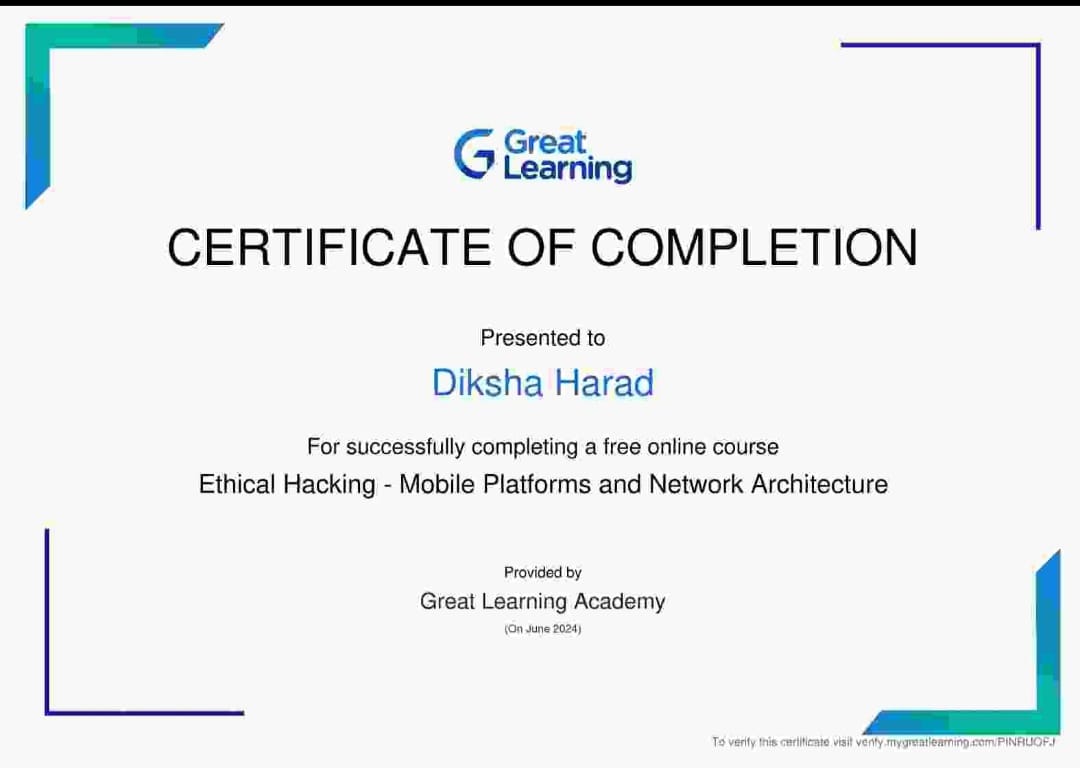 Great
Learning
CERTIFICATE OF COMPLETION
Presented to
Diksha Harad
For successfully completing a free online course
Ethical Hacking - Mobile Platforms and Network Architecture
Provided by
Great Learning Academy
(On June 2024)
To verify this certificate visit verify.mygreatlearning.com/PINRUOFJ